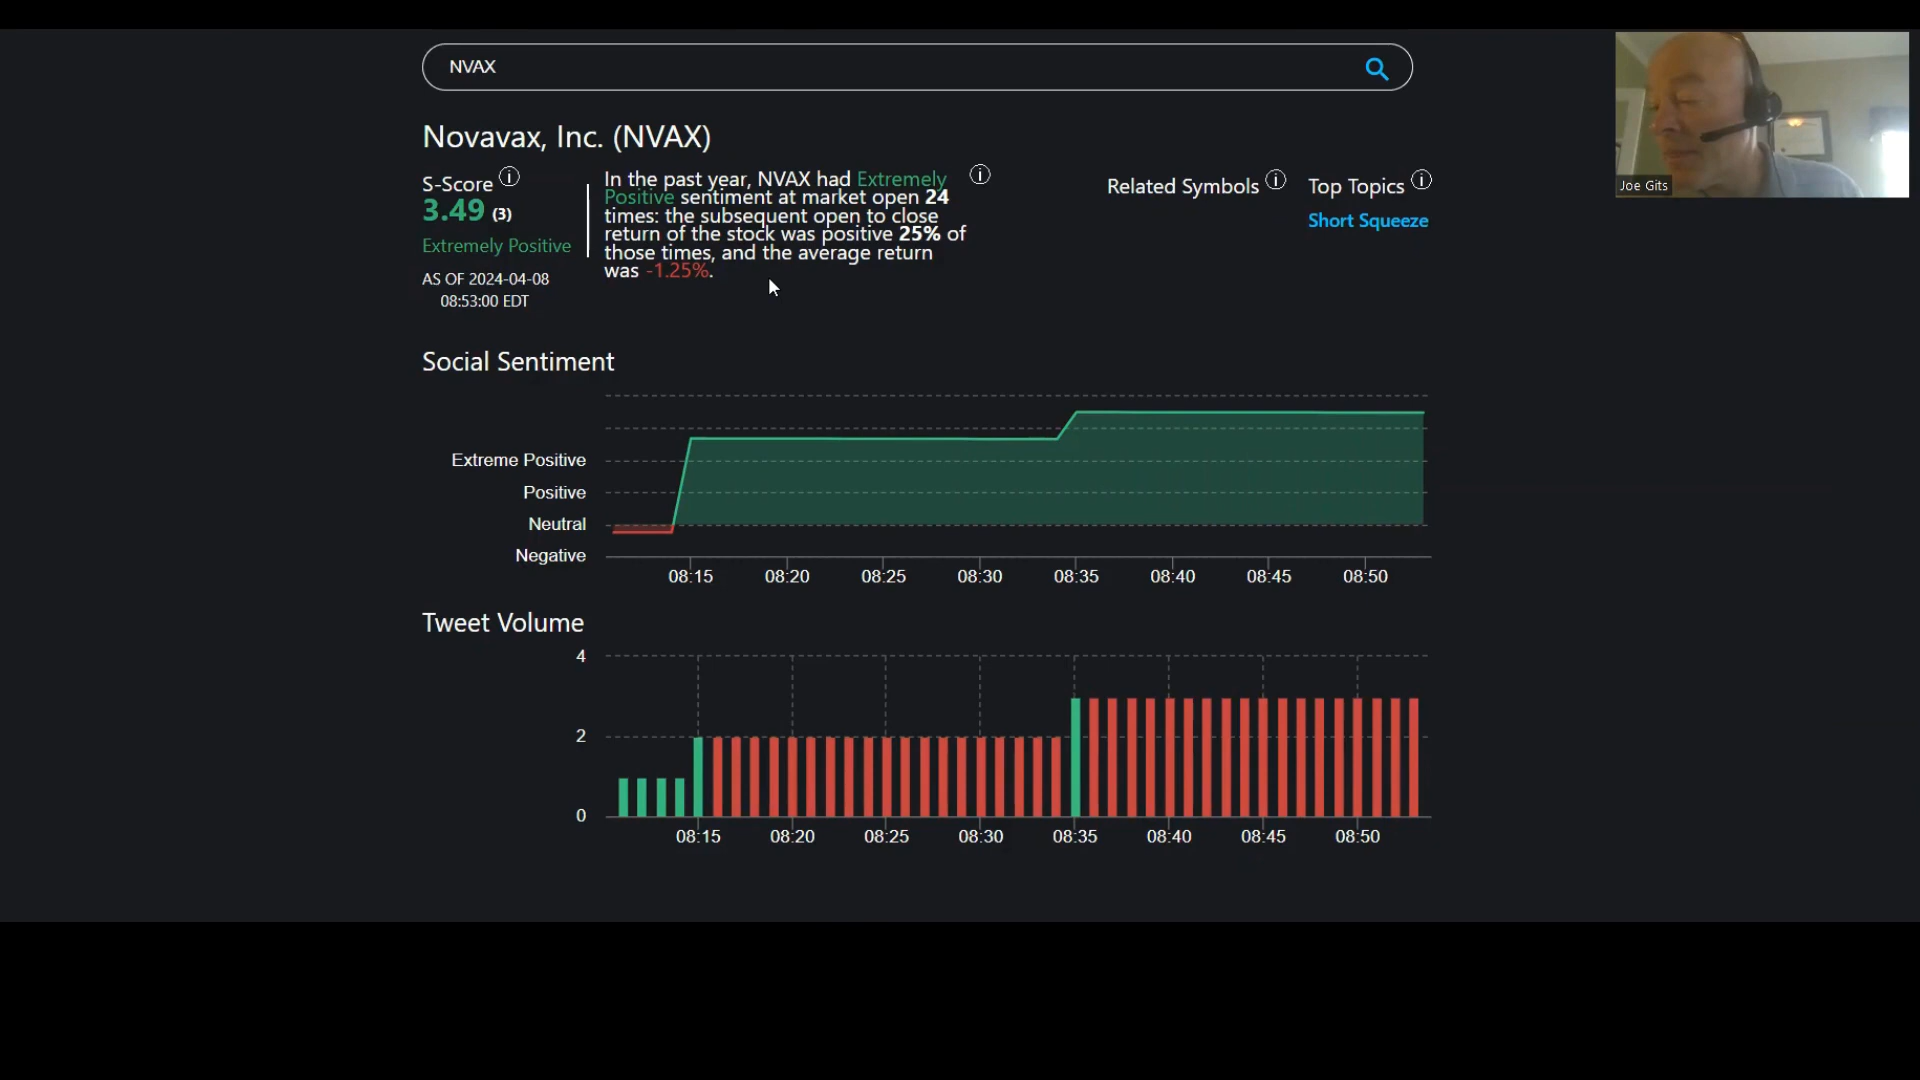 NVAX
Novavax, Inc. (NVAX)
S-Score
3.49 (3)
Extremely Positive
AS OF 2024-04-08
08:53:00 EDT
In the past year, NVAX had Extremely
Positive sentiment at market open 24
times: the subsequent open to close
return of the stock was positive 25% of
those times, and the average return
was -1.25%.
Related Symbols
Top Topics
Short Squeeze
Joe Gits
Social Sentiment
Extreme Positive
Positive
Neutral
Negative
08:15 08:20 08:25 08:30 08:35 08:40 08:45 08:50
Tweet Volume
4
2
0
08:15 08:20 08:25 08:30 08:35 08:40 08:45 08:50